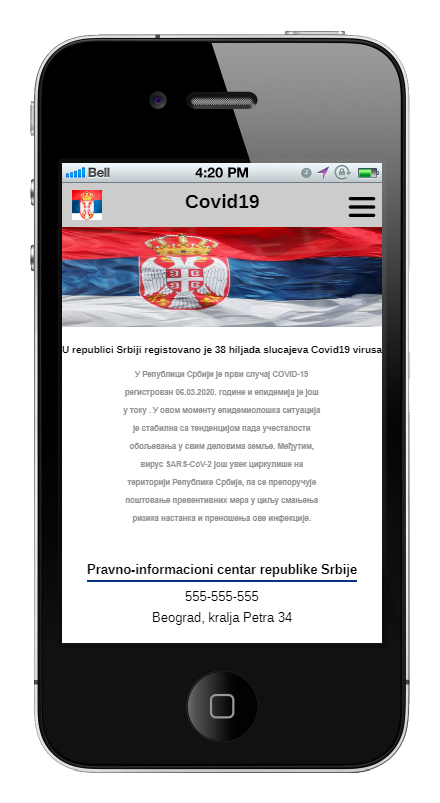 Bell
4:20 PM
Covid19
U republici Srbiji registovano je 38 hiljada slucajeva Covid19 virusa
У Републици Србији је први случај COVID-19
регистрован 06.03.2020. године и епидемија је још
у току . У овом моменту епидемиолошка ситуација
је стабилна са тенденцијом пада учесталости
обољевања у свим деловима земље. Међутим,
вирус SARS-CoV-2 још увек циркулише на
територији Републике Србије, па се препоручује
поштовање превентивних мера у циљу смањења
ризика настанка и преношења ове инфекције.
Pravno-informacioni centar republike Srbije
555-555-555
Beograd, kralja Petra 34